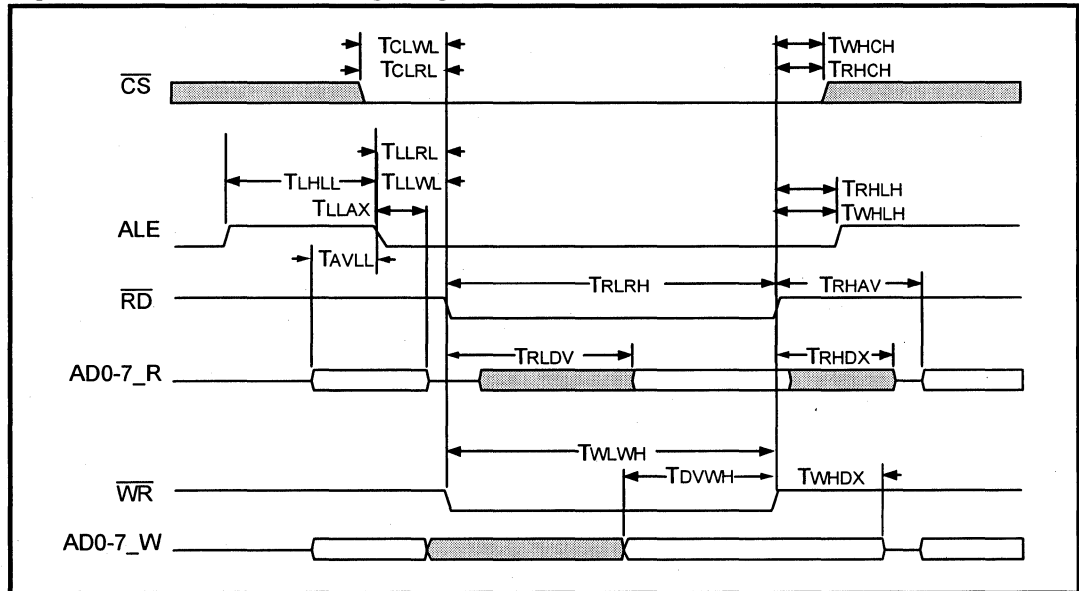 TCLWL
TWHCH
TCLRL
TRHCH
CS
TLLRL
TLHLL
TLLWL
TRHLH
TLLAX
TWHLH
ALE
TAVLL
RD
TRLRH
TRHAV
TRLDV
TRHDX
AD0-7_R
TWLWH
TDVWH
TWHDX
WR
AD0-7_W